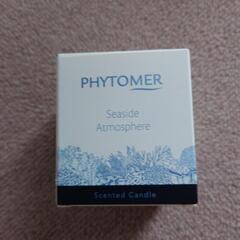 PHYTOMER
Seaside
Atmosphere
Scented Candle